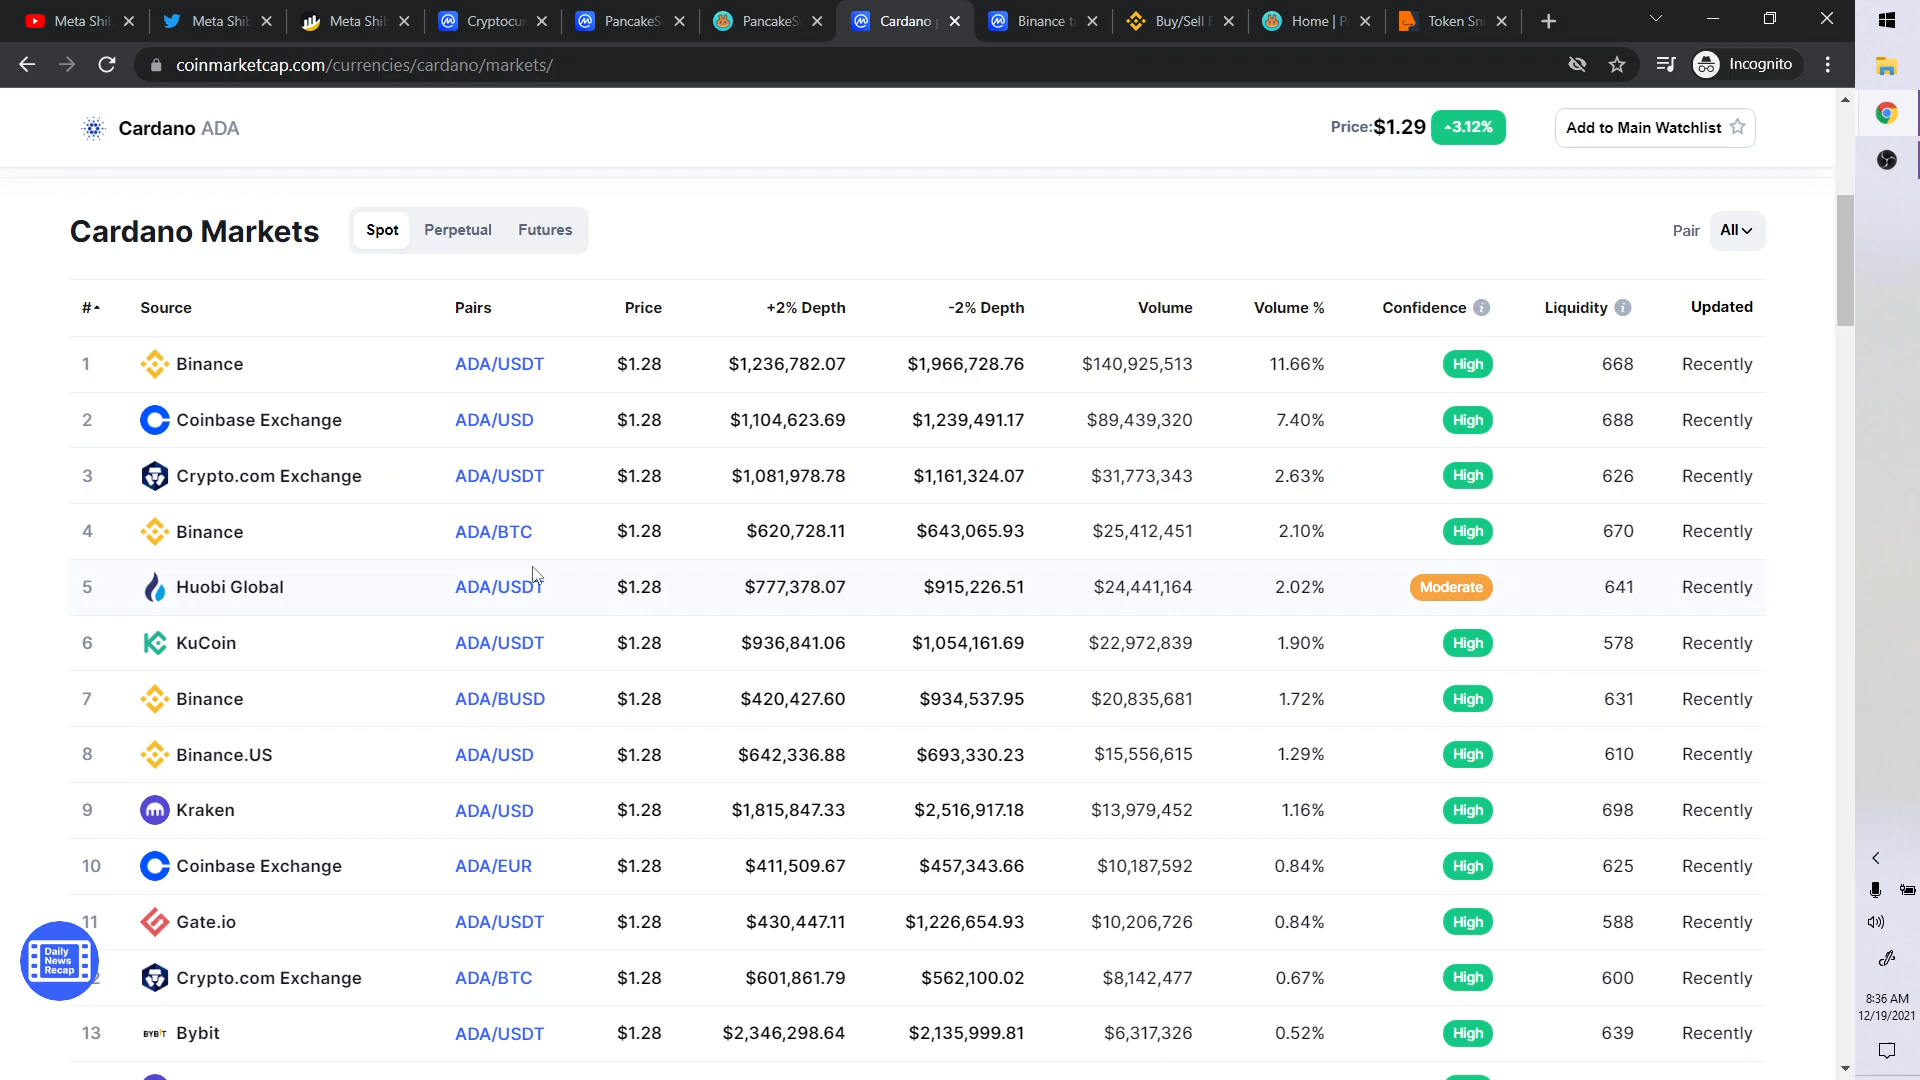 Meta Shi
Meta Shi
Meta Shi
Cryptocu
PancakeS
PancakeS
Cardano p
Binance t
Buy/Sell
Home | P
Token Sn
coinmarketcap.com/currencies/cardano/markets/
Incognito
Cardano ADA
Price:$1.29
3.12%
Add to Main Watchlist
Cardano Markets
Spot Perpetual Futures
Pair All
# Source Pairs Price +2% Depth -2% Depth Volume Volume % Confidence Liquidity Updated
1 Binance ADA/USDT $1.28 $1,236,782.07 $1,966,728.76 $140,925,513 11.66% High 668 Recently
2 Coinbase Exchange ADA/USD $1.28 $1,104,623.69 $1,239,491.17 $89,439,320 7.40% High 688 Recently
3 Crypto.com Exchange ADA/USDT $1.28 $1,081,978.78 $1,161,324.07 $31,773,343 2.63% High 626 Recently
4 Binance ADA/BTC $1.28 $620,728.11 $643,065.93 $25,412,451 2.10% High 670 Recently
5 Huobi Global ADA/USDT $1.28 $777,378.07 $915,226.51 $24,441,164 2.02% Moderate 641 Recently
6 KuCoin ADA/USDT $1.28 $936,841.06 $1,054,161.69 $22,972,839 1.90% High 578 Recently
7 Binance ADA/BUSD $1.28 $420,427.60 $934,537.95 $20,835,681 1.72% High 631 Recently
8 Binance.US ADA/USD $1.28 $642,336.88 $693,330.23 $15,556,615 1.29% High 610 Recently
9 Kraken ADA/USD $1.28 $1,815,847.33 $2,516,917.18 $13,979,452 1.16% High 698 Recently
10 Coinbase Exchange ADA/EUR $1.28 $411,509.67 $457,343.66 $10,187,592 0.84% High 625 Recently
11 Gate.io ADA/USDT $1.28 $430,447.11 $1,226,654.93 $10,206,726 0.84% High 588 Recently
2 Crypto.com Exchange ADA/BTC $1.28 $601,861.79 $562,100.02 $8,142,477 0.67% High 600 Recently
13 BYBIT Bybit ADA/USDT $1.28 $2,346,298.64 $2,135,999.81 $6,317,326 0.52% High 639 Recently
Daily
News
Recap
8:36 AM
12/19/2021